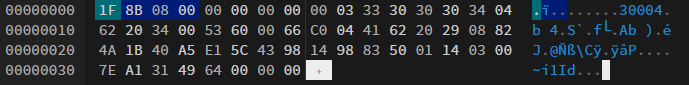 00000000 1F 8B 08 00 00 00 00 00 00 03 33 30 30 30 34 04 .ï........30004.
00000010 62 20 34 00 53 60 00 66 C0 04 41 62 20 29 08 82 b 4.S`.f└.Ab ).é
00000020 4A 1B 40 A5 E1 5C 43 98 14 98 83 50 01 14 03 00 J.@Ñß\Cÿ.ÿâP....
00000030 7E A1 31 49 64 00 00 00 + ~í1Id...